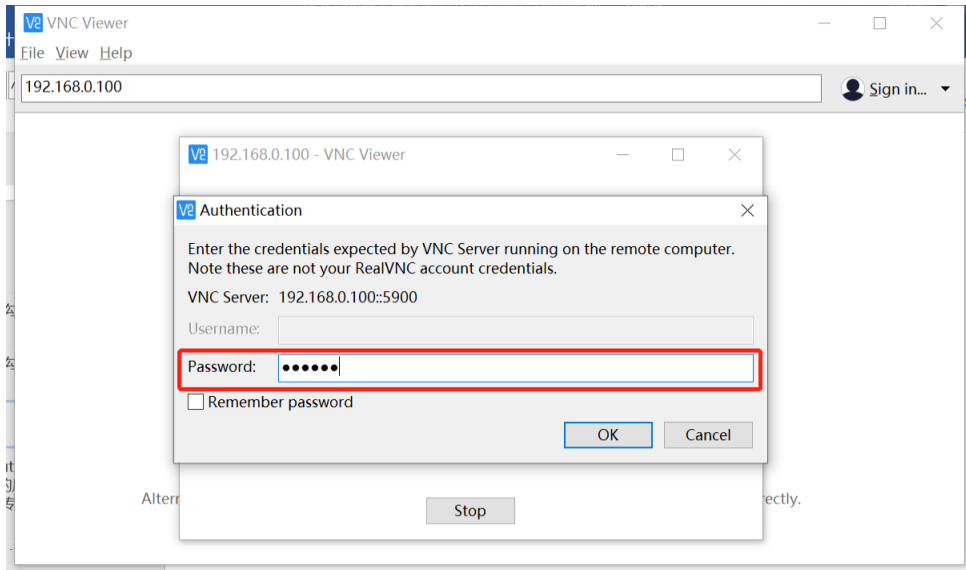 VNC Viewer
File View Help
192.168.0.100
Sign in...
192.168.0.100 - VNC Viewer
Authentication
Enter the credentials expected by VNC Server running on the remote computer.
Note these are not your RealVNC account credentials.
VNC Server: 192.168.0.100::5900
Username:
Password: ●●●●●●
Remember password
OK Cancel
Stop